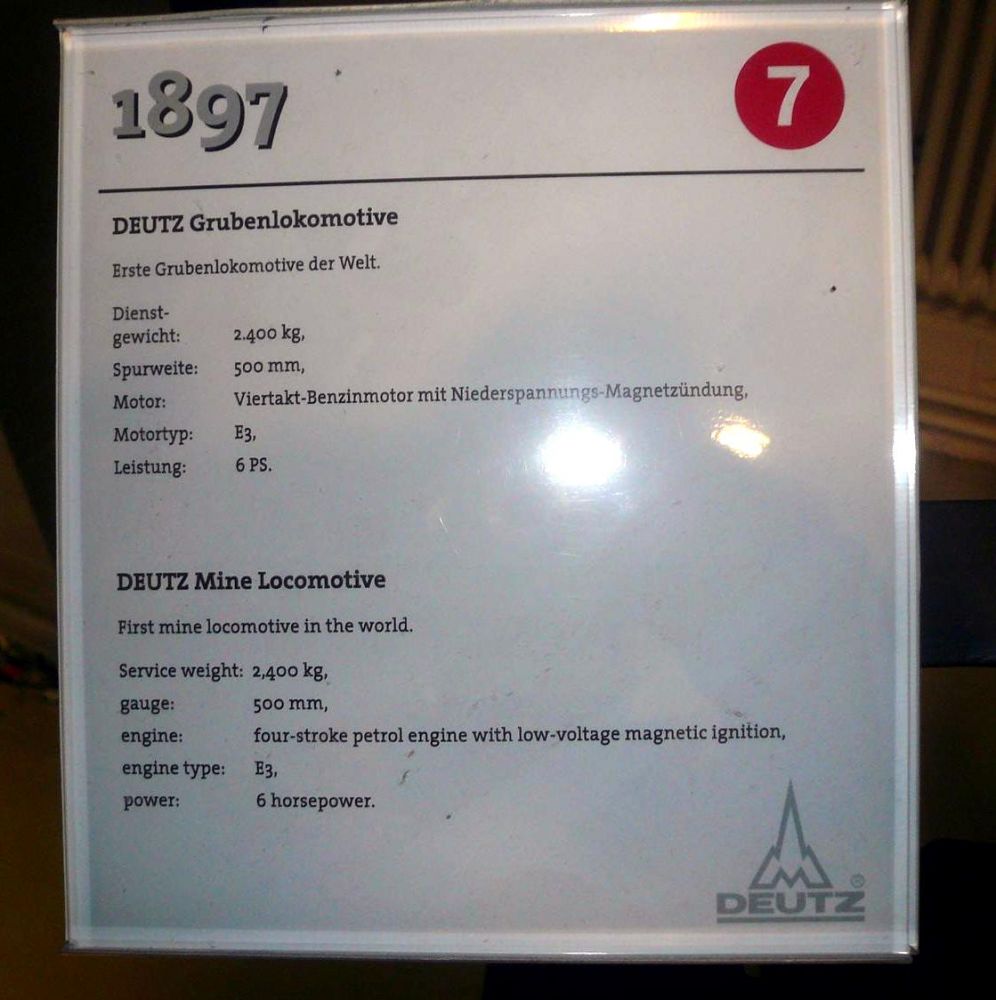 1897
7
DEUTZ Grubenlokomotive
Erste Grubenlokomotive der Welt.
Dienst-
gewicht: 2.400 kg,
Spurweite: 500 mm,
Motor: Viertakt-Benzinmotor mit Niederspannungs-Magnetzündung,
Motortyp: E3,
Leistung: 6 PS.
DEUTZ Mine Locomotive
First mine locomotive in the world.
Service weight: 2,400 kg,
gauge: 500 mm,
engine: four-stroke petrol engine with low-voltage magnetic ignition,
engine type: E3,
power: 6 horsepower.
DEUTZ®